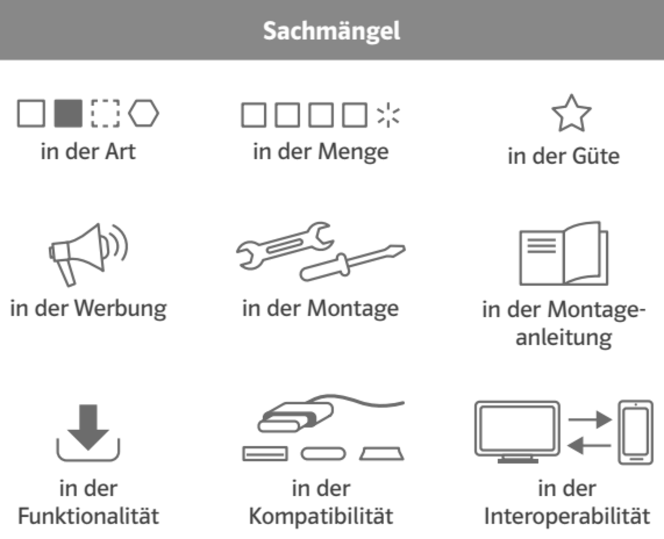 Sachmängel
in der Art
in der Menge
in der Güte
in der Werbung
in der Montage
in der Montage-
anleitung
in der
Funktionalität
in der
Kompatibilität
in der
Interoperabilität